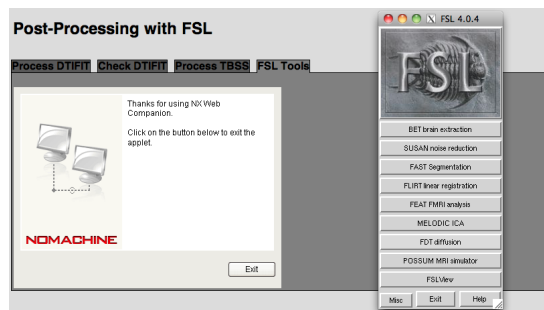 Post-Processing with FSL
Process DTIFIT Check DTIFIT Process TBSS FSL Tools
Thanks for using NX Web
Companion.
Click on the button below to exit the
applet.
NOMACHINE
Exit
X FSL 4.0.4
FSL
BET brain extraction
SUSAN noise reduction
FAST Segmentation
FLIRT linear registration
FEAT FMRI analysis
MELODIC ICA
FDT diffusion
POSSUM MRI simulator
FSLView
Misc Exit Help